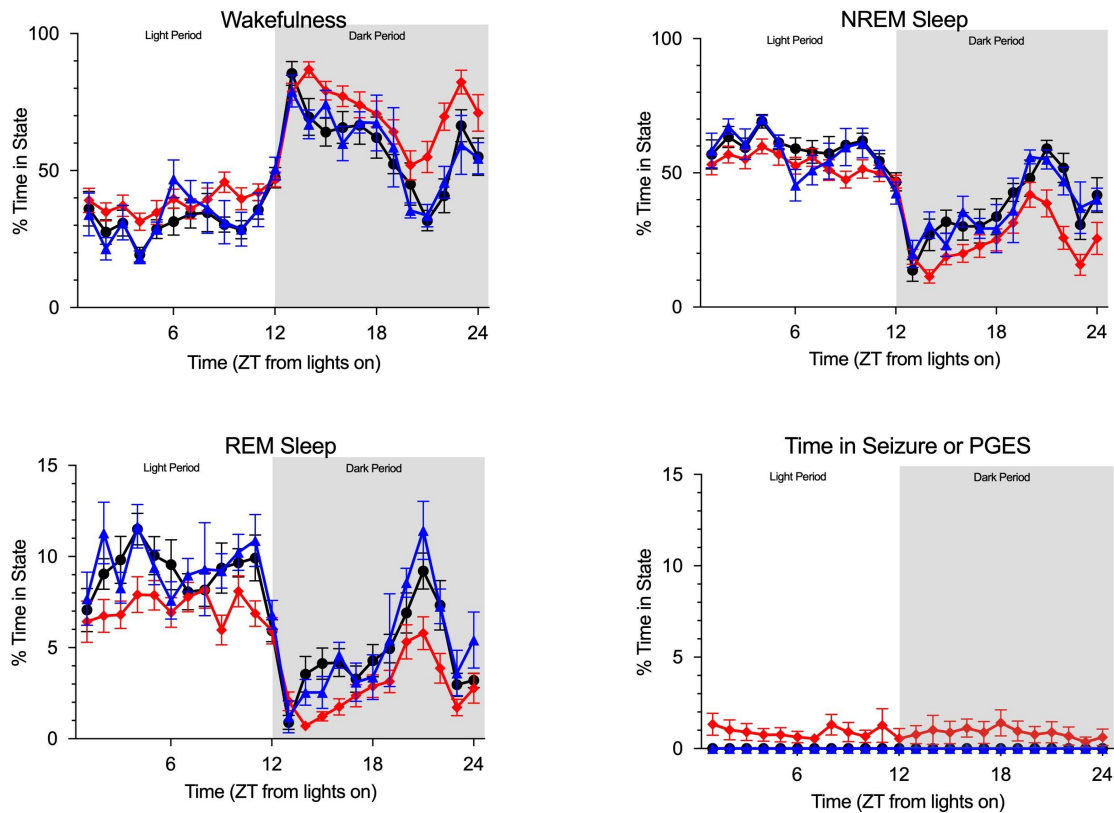 Wakefulness
Light Period
Dark Period
100
50
0
% Time in State
6
12
18
24
Time (ZT from lights on)
NREM Sleep
Light Period
Dark Period
100
50
0
% Time in State
6
12
18
24
Time (ZT from lights on)
REM Sleep
Light Period
Dark Period
15
10
5
0
% Time in State
6
12
18
24
Time (ZT from lights on)
Time in Seizure or PGES
Light Period
Dark Period
15
10
5
0
% Time in State
6
12
18
24
Time (ZT from lights on)